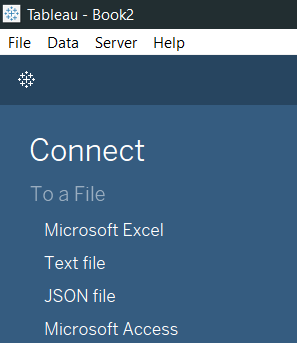 Tableau - Book2
File Data Server Help
Connect
To a File
Microsoft Excel
Text file
JSON file
Microsoft Access